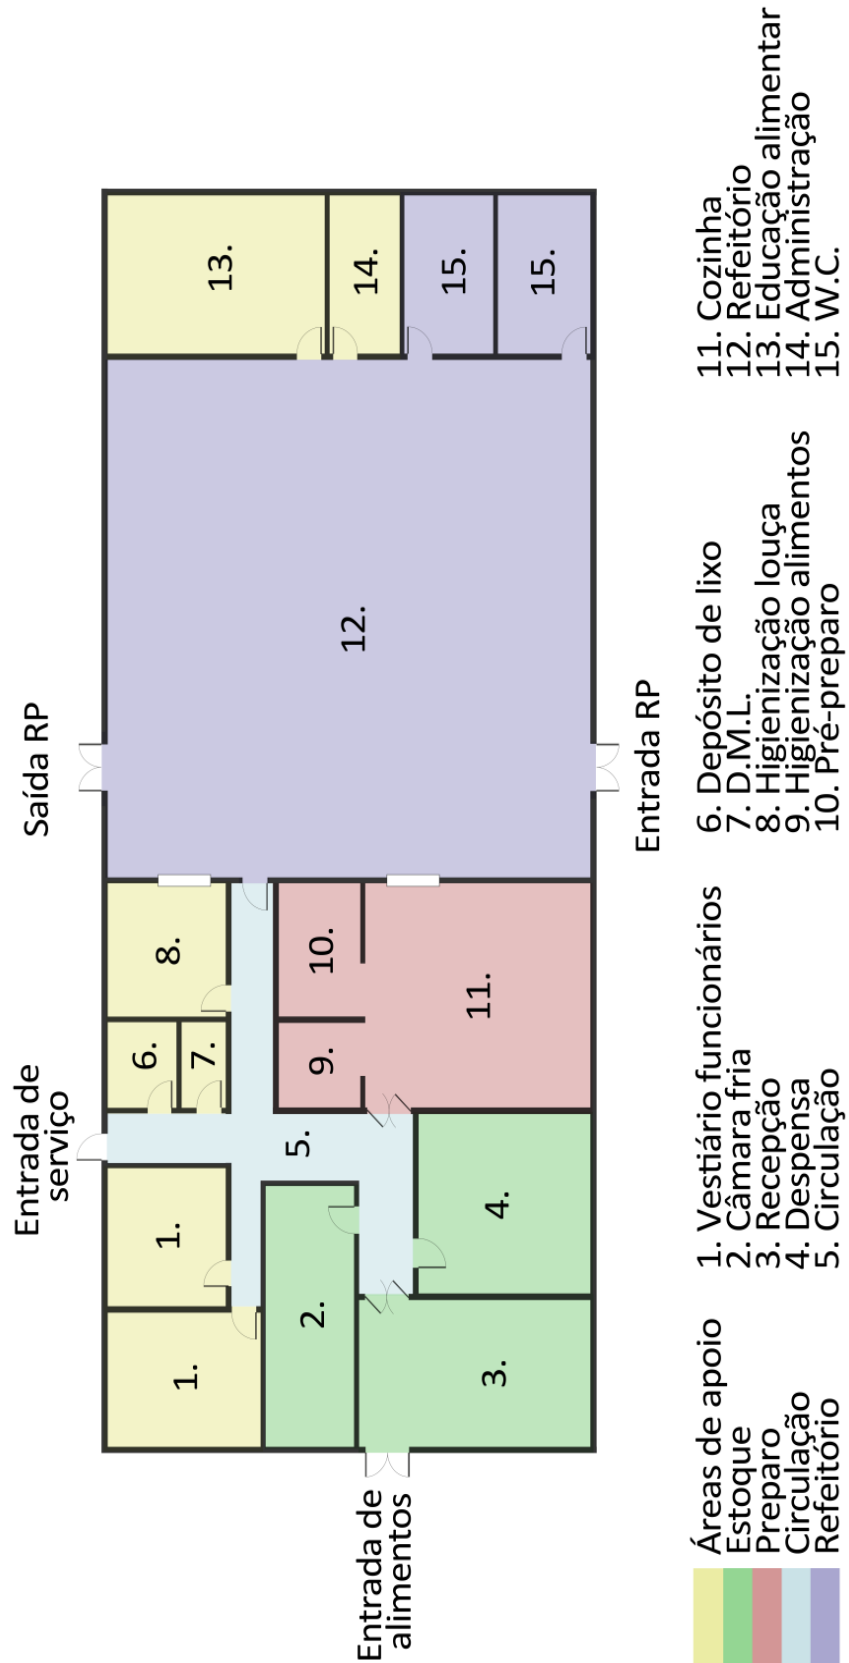 Entrada de
serviço
Saída RP
1.
1.
6.
7.
8.
13.
2.
5.
9.
10.
12.
14.
3.
4.
11.
15.
15.
Entrada de
alimentos
Entrada RP
Áreas de apoio
Estoque
Preparo
Circulação
Refeitório
1. Vestiário funcionários
2. Câmara fria
3. Recepção
4. Despensa
5. Circulação
6. Depósito de lixo
7. D.M.L.
8. Higienização louça
9. Higienização alimentos
10. Pré-preparo
11. Cozinha
12. Refeitório
13. Educação alimentar
14. Administração
15. W.C.